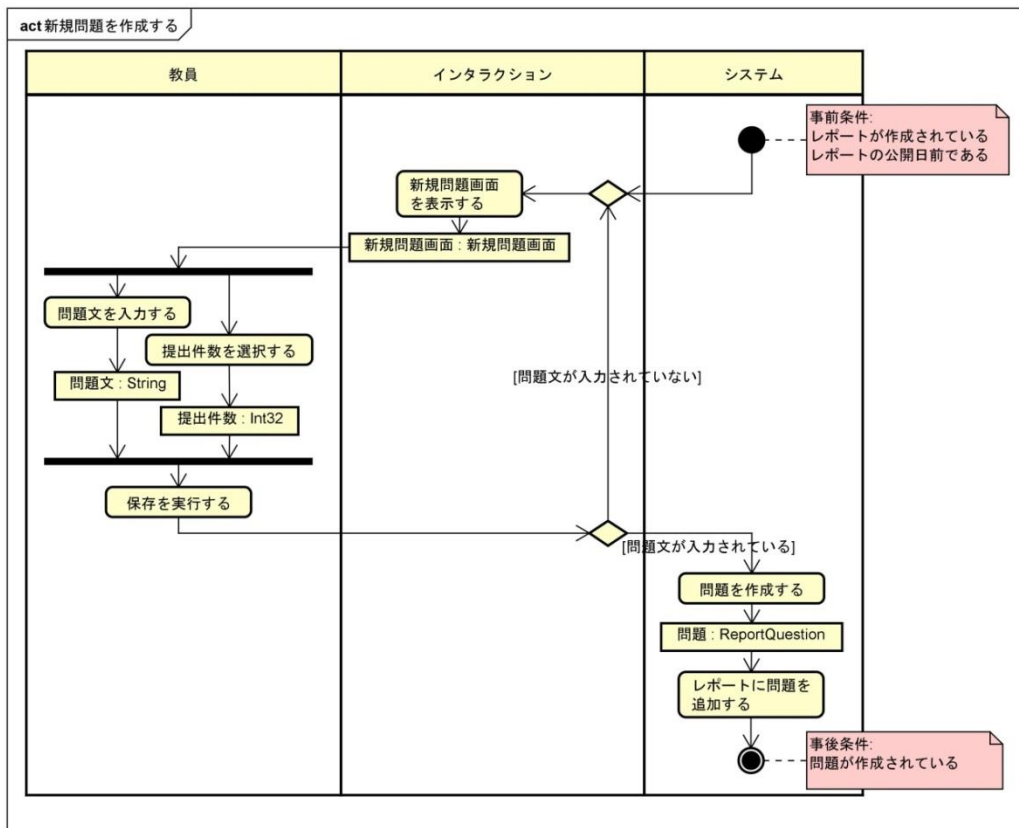 act 新規問題を作成する
教員
インタラクション
システム
事前条件:
レポートが作成されている
レポートの公開日前である
新規問題画面
を表示する
新規問題画面 : 新規問題画面
問題文を入力する
提出件数を選択する
問題文 : String
[問題文が入力されていない]
提出件数 : Int32
保存を実行する
[問題文が入力されている]
問題を作成する
問題 : ReportQuestion
レポートに問題を
追加する
事後条件:
問題が作成されている